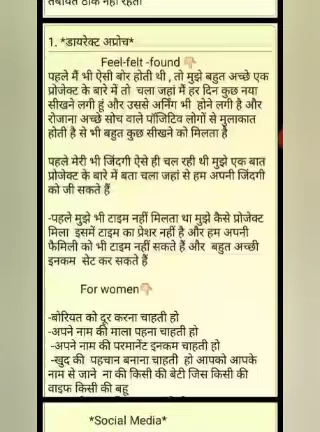 1. *डायरेक्ट अप्रोच*
Feel-felt -found👇🏼
पहले मैं भी ऐसी बोर होती थी , तो मुझे बहुत अच्छे एक
प्रोजेक्ट के बारे में तो चला जहां मैं हर दिन कुछ नया
सीखने लगी हूं और उससे अर्निंग भी होने लगी है और
रोजाना अच्छे सोच वाले पॉजिटिव लोगों से मुलाकात
होती है से भी बहुत कुछ सीखने को मिलता है
पहले मेरी भी जिंदगी ऐसे ही चल रही थी मुझे एक बात
प्रोजेक्ट के बारे में बता चला जहां से हम अपनी जिंदगी
को जी सकते हैं
-पहले मुझे भी टाइम नहीं मिलता था मुझे कैसे प्रोजेक्ट
मिला इसमें टाइम का प्रेशर नहीं है और हम अपनी
फैमिली को भी टाइम नहीं सकते हैं और बहुत अच्छी
इनकम सेट कर सकते हैं
For women👇🏼
-बोरियत को दूर करना चाहती हो
-अपने नाम की माला पहना चाहती हो
-अपने नाम की परमानेंट इनकम चाहती हो
-खुद की पहचान बनाना चाहती हो आपको आपके
नाम से जाने ना की किसी की बेटी जिस किसी की
वाइफ किसी की बहू
*Social Media*